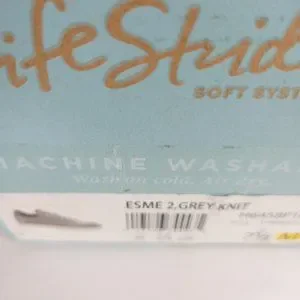 ifeStrid
SOFT SYST
MACHINE WASHA
Wash on cold. Air dry.
ESME 2,GREY KNIT